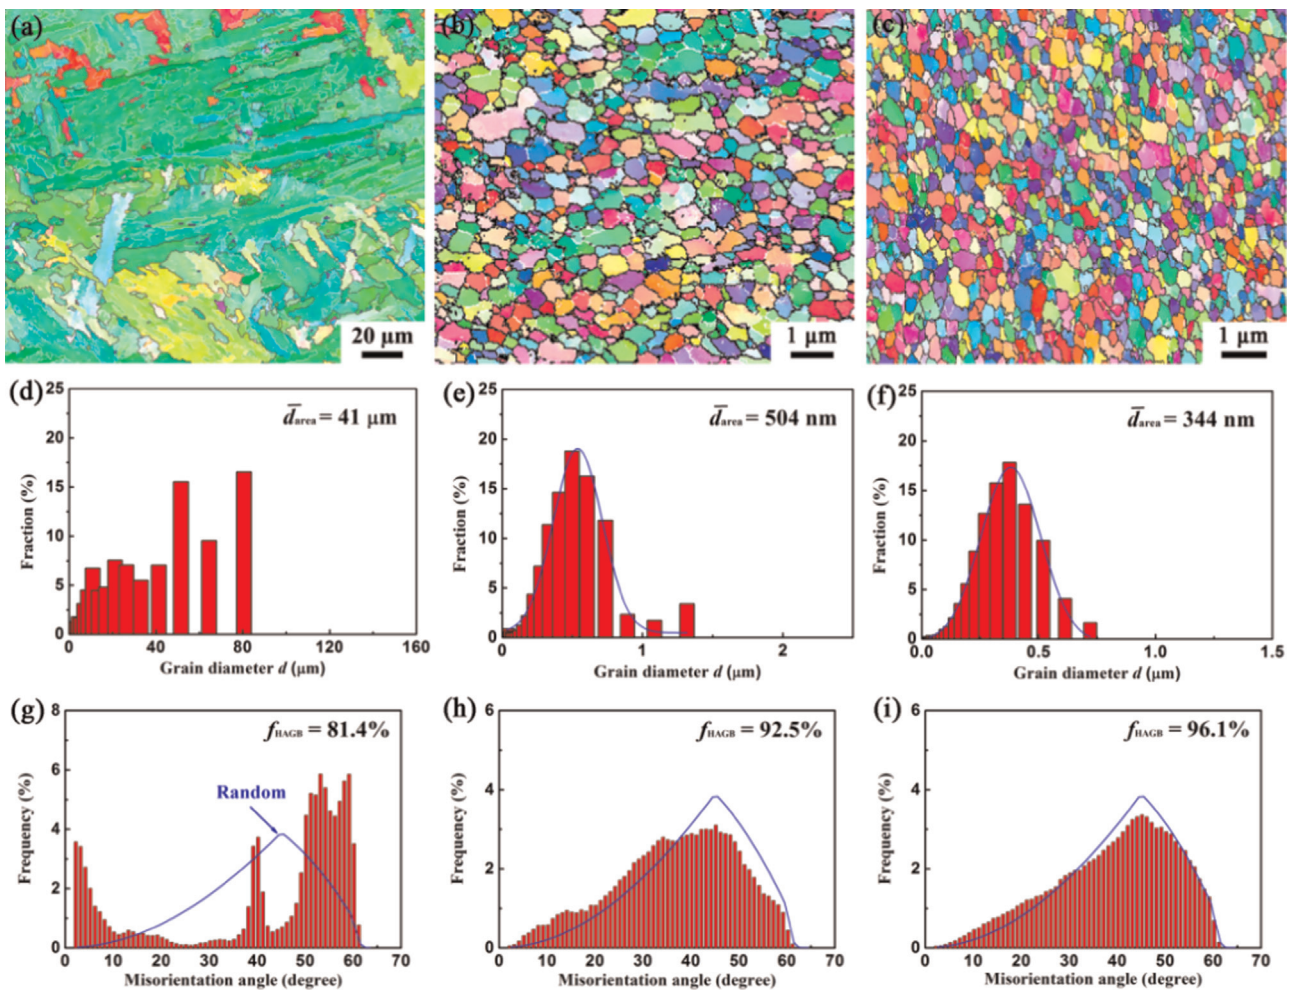 (a)
(b)
(c)
20 μm
1 μm
1 μm
(d)
25
20
15
10
5
0
Fraction (%)
d̅area = 41 μm
0 40 80 120 160
Grain diameter d (μm)
(e)
25
20
15
10
5
0
Fraction (%)
d̅area = 504 nm
0 1 2
Grain diameter d (μm)
(f)
25
20
15
10
5
0
Fraction (%)
d̅area = 344 nm
0.0 0.5 1.0 1.5
Grain diameter d (μm)
(g)
8
6
4
2
0
Frequency (%)
fHAGB = 81.4%
Random
0 10 20 30 40 50 60 70
Misorientation angle (degree)
(h)
6
4
2
0
Frequency (%)
fHAGB = 92.5%
0 10 20 30 40 50 60 70
Misorientation angle (degree)
(i)
6
4
2
0
Frequency (%)
fHAGB = 96.1%
0 10 20 30 40 50 60 70
Misorientation angle (degree)